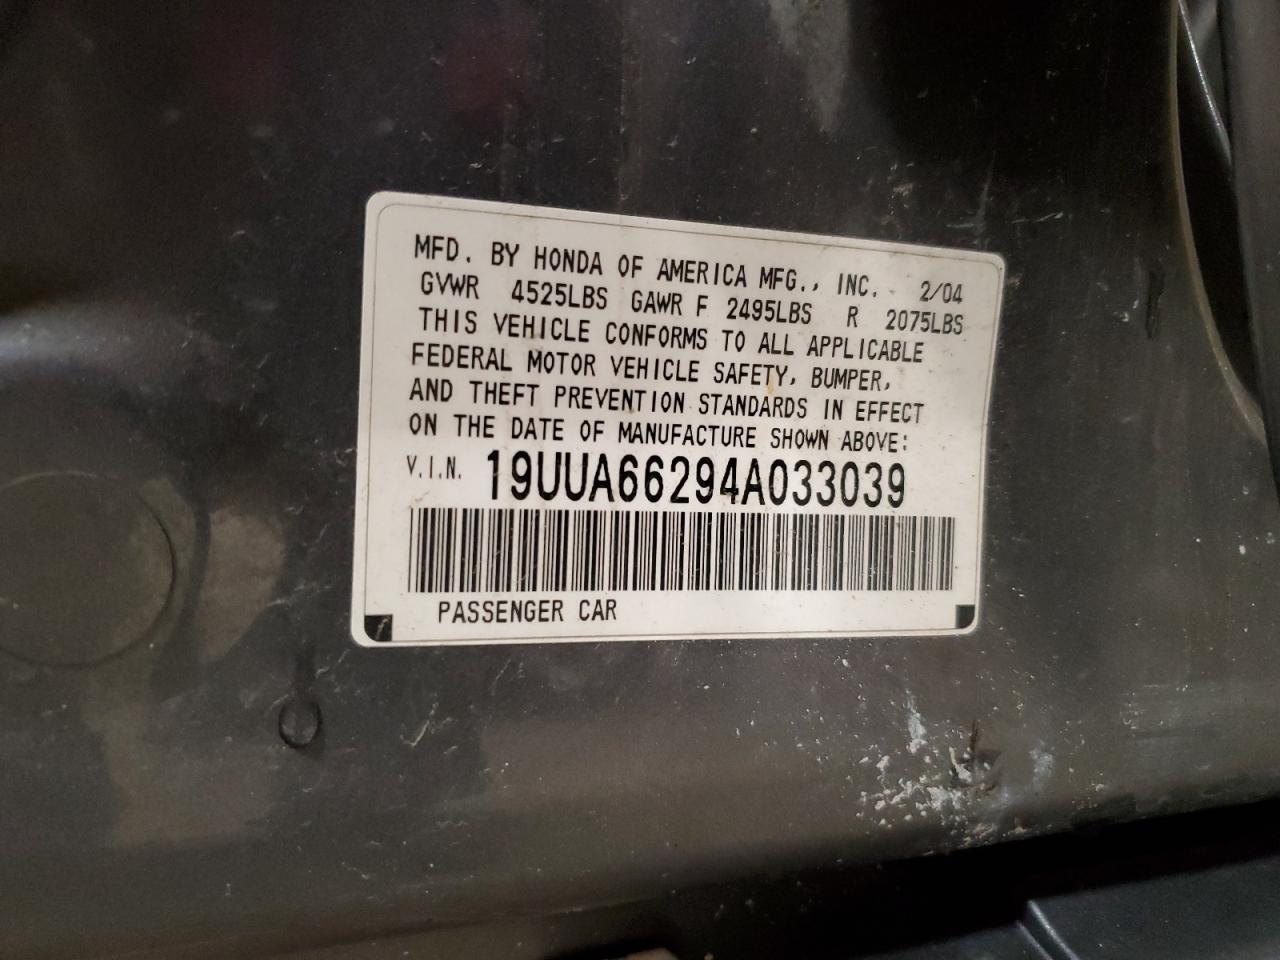 MFD. BY HONDA OF AMERICA MFG., INC. 2/04
GVWR 4525LBS GAWR F 2495LBS R 2075LBS
THIS VEHICLE CONFORMS TO ALL APPLICABLE
FEDERAL MOTOR VEHICLE SAFETY, BUMPER,
AND THEFT PREVENTION STANDARDS IN EFFECT
ON THE DATE OF MANUFACTURE SHOWN ABOVE:
V.I.N. 19UUA66294A033039
PASSENGER CAR